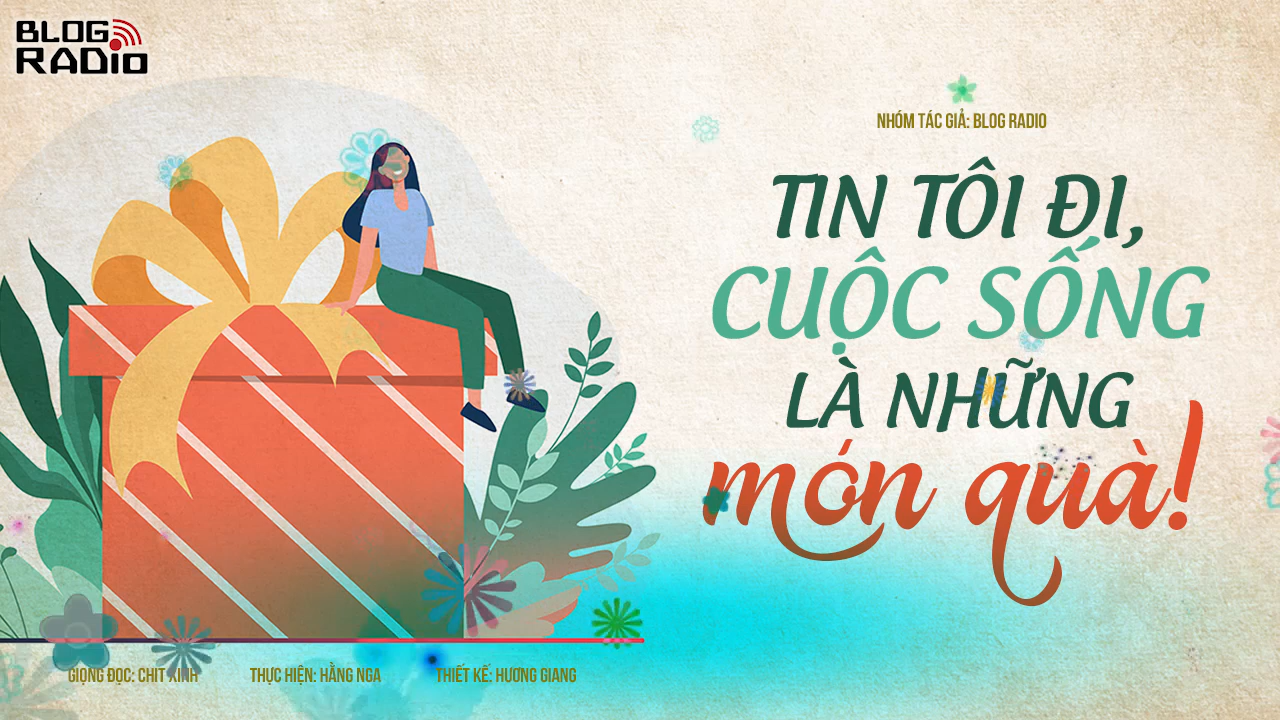 BLOG
RADIO
NHÓM TÁC GIẢ: BLOG RADIO
TIN TÔI ĐI,
CUỘC SỐNG
LÀ NHỮNG
món quà!
GIỌNG ĐỌC: CHIT XINH
THỰC HIỆN: HẰNG NGA
THIẾT KẾ: HƯƠNG GIANG